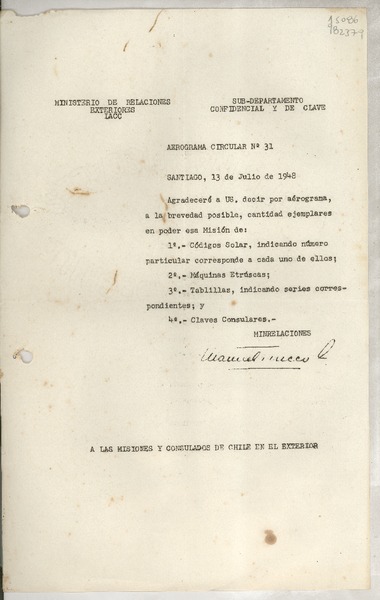 MINISTERIO DE RELACIONES
EXTERIORES
IACC
SUB-DEPARTAMENTO
CONFIDENCIAL Y DE CLAVE
AEROGRAMA CIRCULAR Nº 31
SANTIAGO, 13 de Julio de 1948
Agradeceré a US. decir por aérograma,
a la brevedad posible, cantidad ejemplares
en poder esa Misión de:
1º.- Códigos Solar, indicando número
particular corresponde a cada uno de ellos;
2º.- Máquinas Etrúscas;
3º.- Tablillas, indicando series corres-
pondientes; y
4º.- Claves Consulares.-
MINRELACIONES
A LAS MISIONES Y CONSULADOS DE CHILE EN EL EXTERIOR